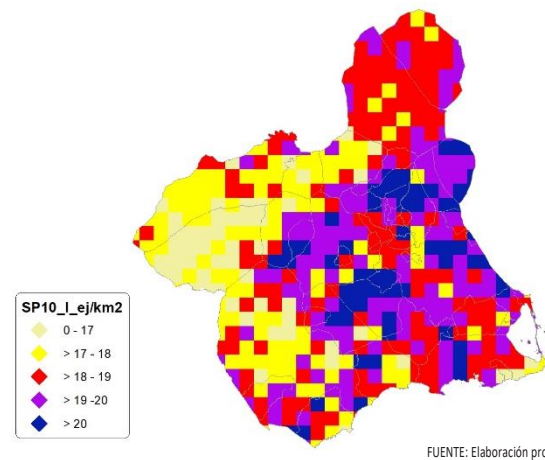 SP10_I_ej/km2
0 - 17
> 17 - 18
> 18 - 19
> 19 -20
> 20
FUENTE: Elaboración pro